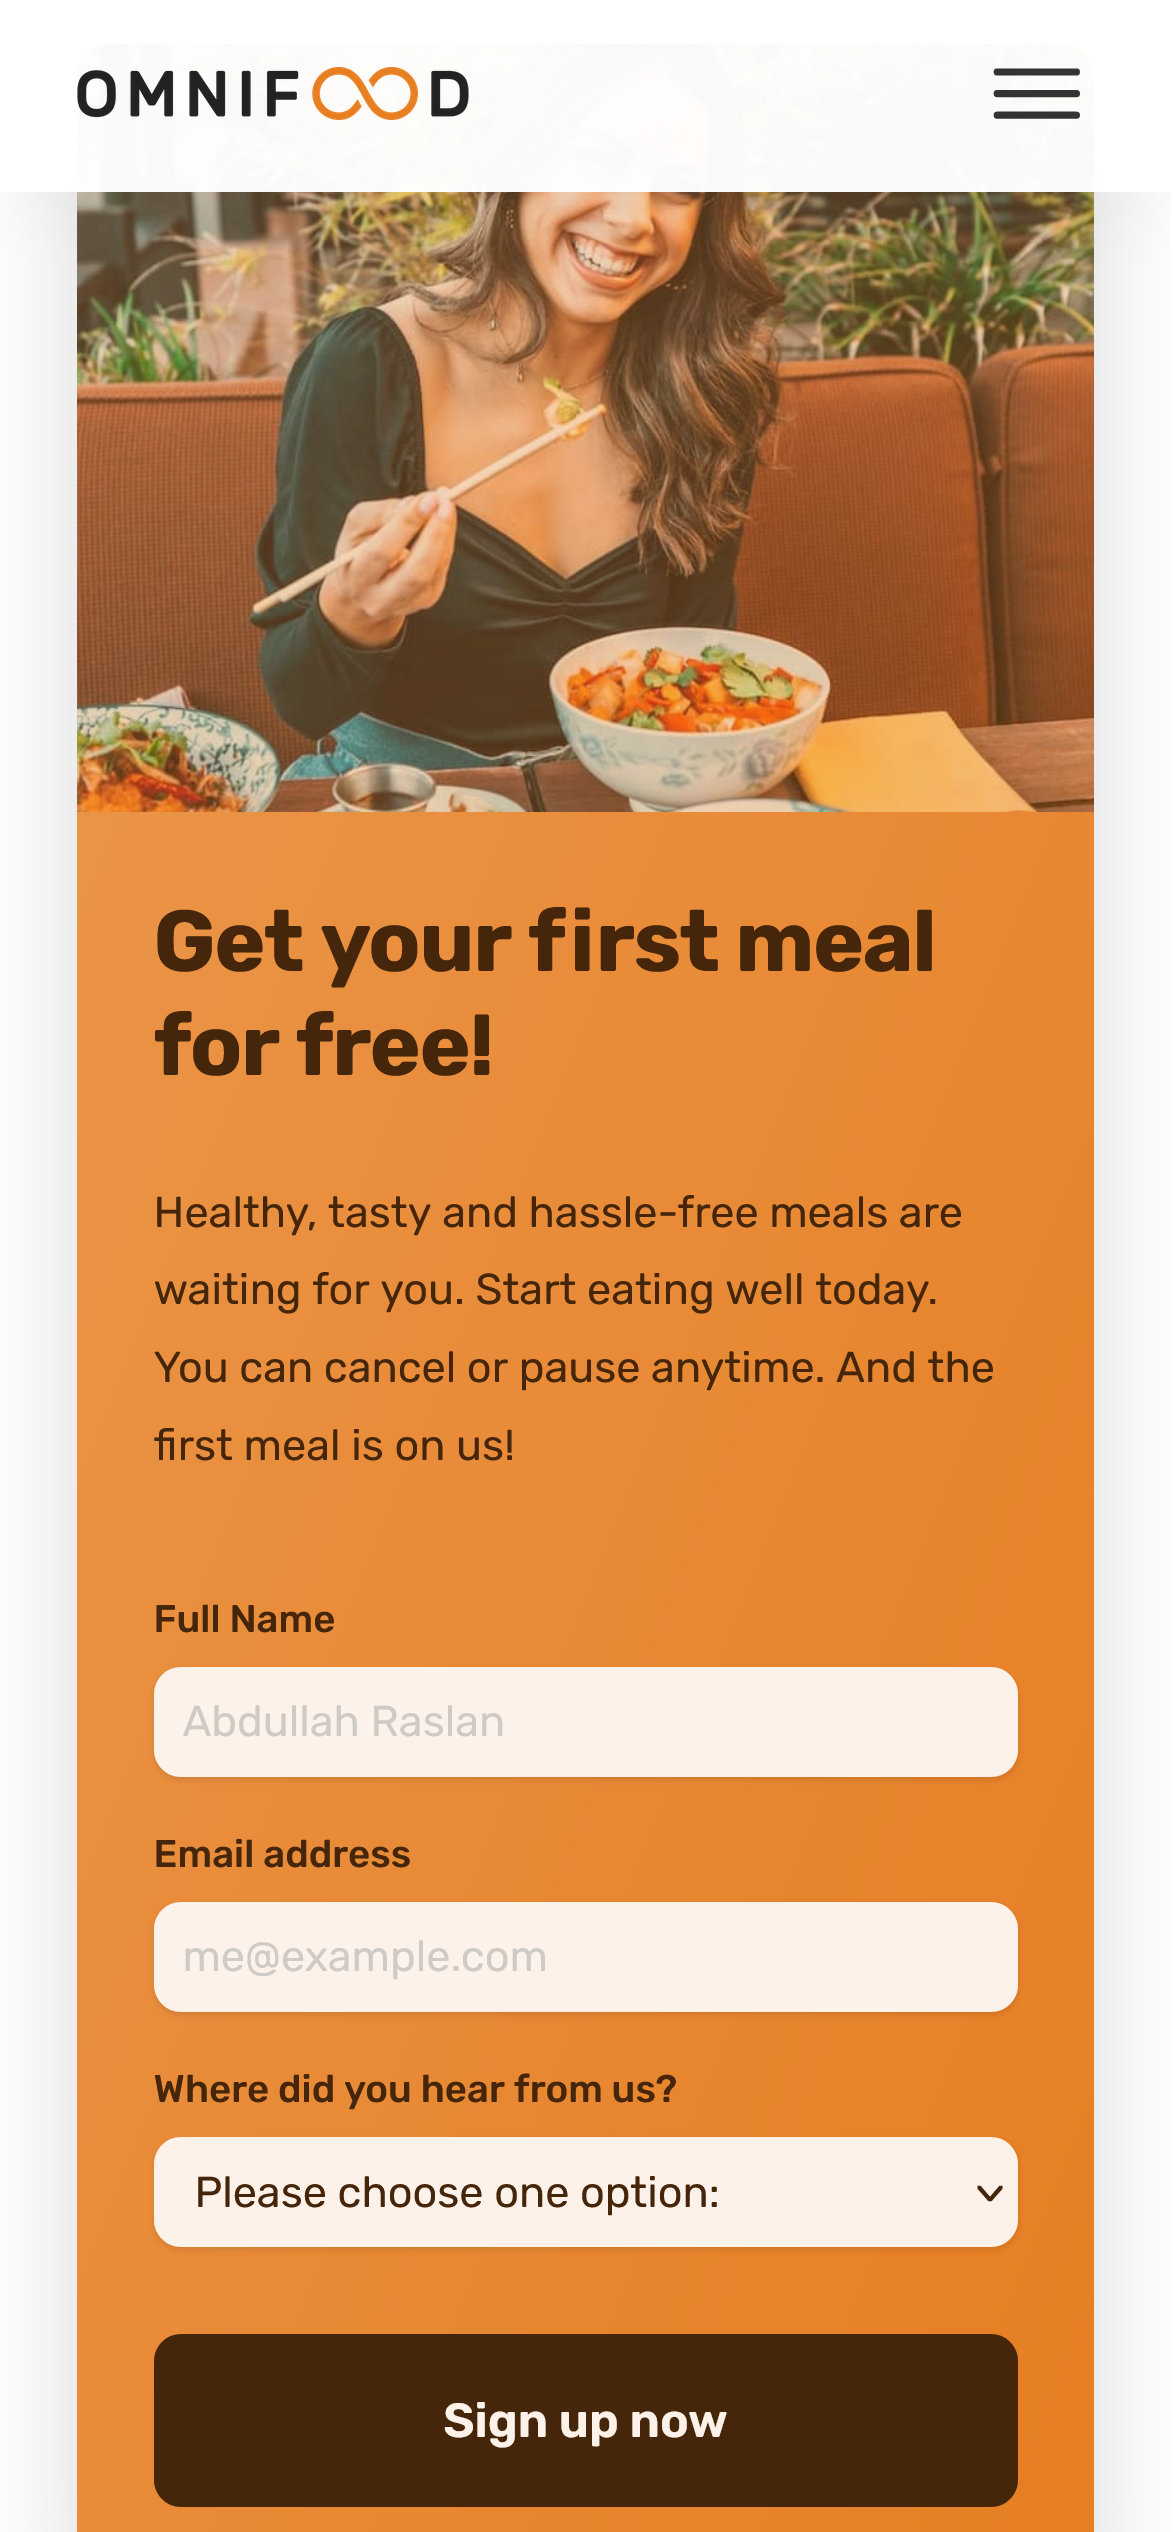 OMNIFOOD
Get your first meal
for free!
Healthy, tasty and hassle-free meals are
waiting for you. Start eating well today.
You can cancel or pause anytime. And the
first meal is on us!
Full Name
Abdullah Raslan
Email address
me@example.com
Where did you hear from us?
Please choose one option:
Sign up now